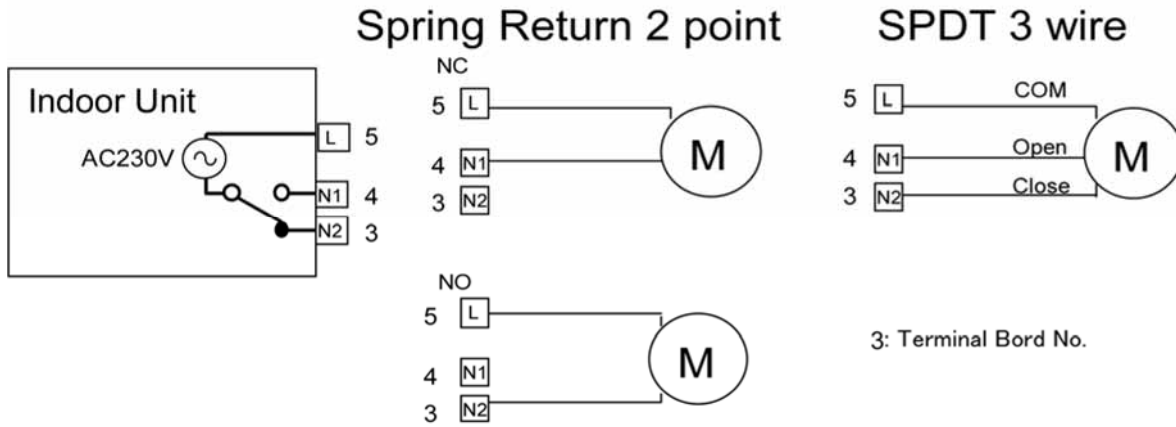 Spring Return 2 point
SPDT 3 wire
Indoor Unit
AC230V
L 5
N1 4
N2 3
NC
5 L
4 N1
3 N2
M
NO
5 L
4 N1
3 N2
M
5 L COM
4 N1 Open
3 N2 Close
M
3: Terminal Bord No.